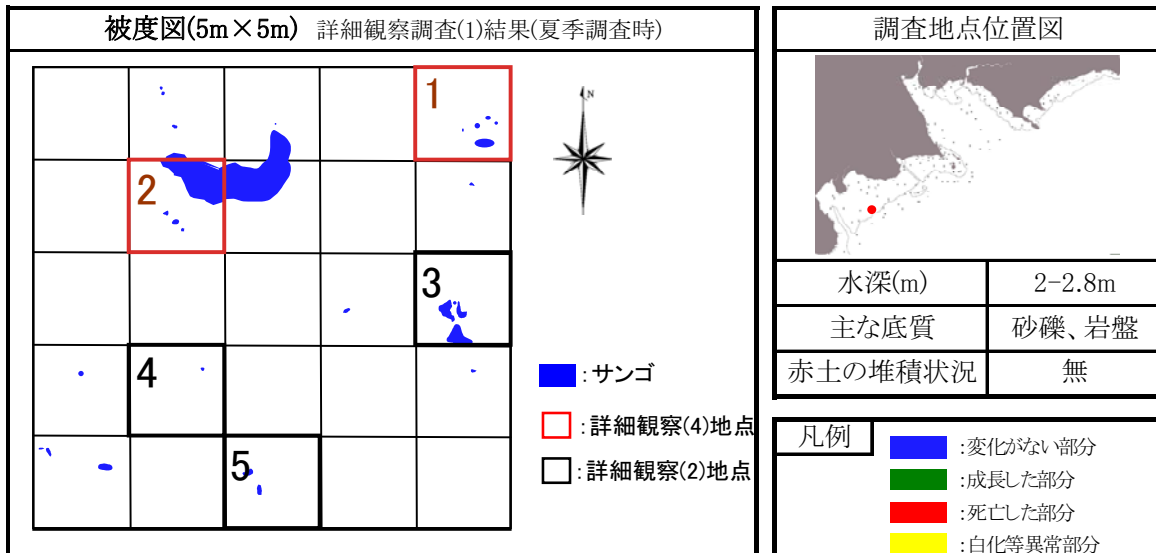 被度図(5m×5m) 詳細観察調査(1)結果(夏季調査時)
N
1
2
3
4
5
:サンゴ
:詳細観察(4)地点
:詳細観察(2)地点
調査地点位置図
水深(m) 2-2.8m
主な底質 砂礫、岩盤
赤土の堆積状況 無
凡例
:変化がない部分
:成長した部分
:死亡した部分
:白化等異常部分